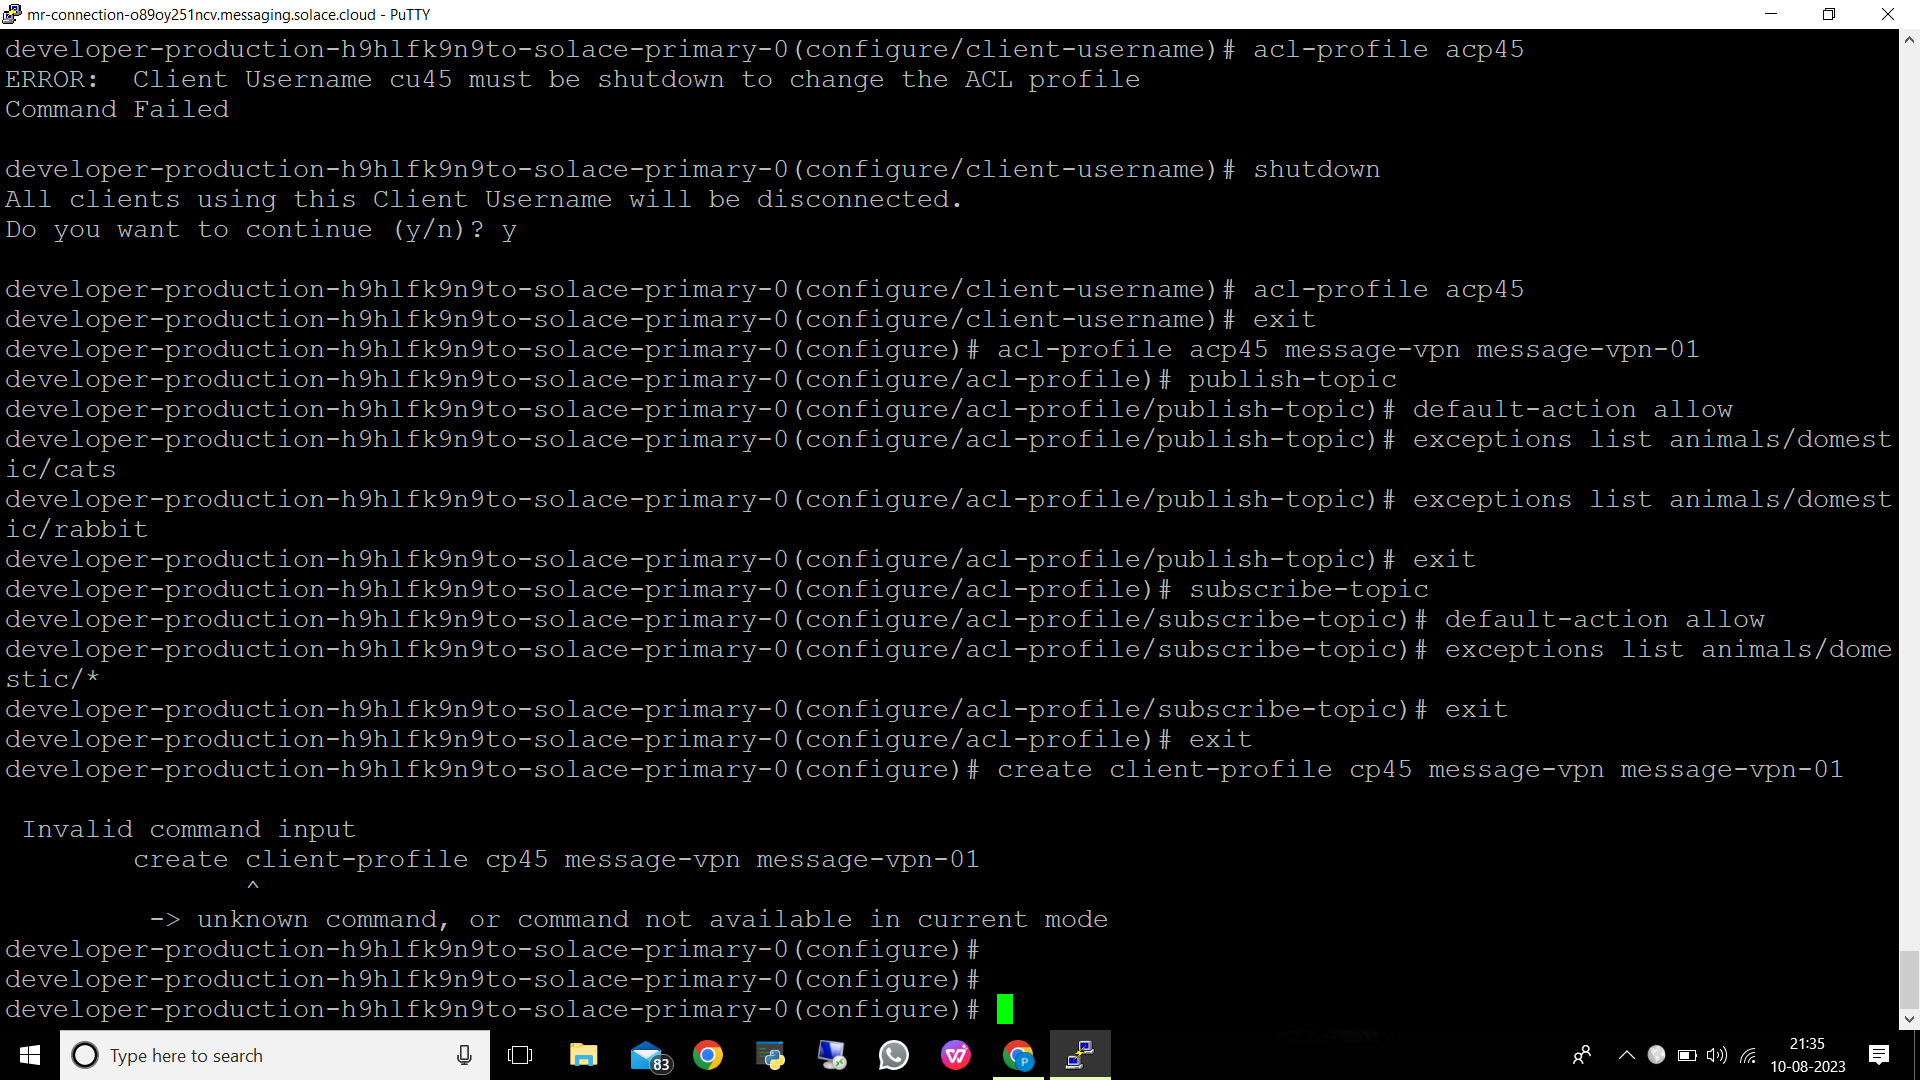 mr-connection-o89oy251ncv.messaging.solace.cloud - PuTTY
developer-production-h9hlfk9n9to-solace-primary-0(configure/client-username)# acl-profile acp45
ERROR:  Client Username cu45 must be shutdown to change the ACL profile
Command Failed
developer-production-h9hlfk9n9to-solace-primary-0(configure/client-username)# shutdown
All clients using this Client Username will be disconnected.
Do you want to continue (y/n)? y
developer-production-h9hlfk9n9to-solace-primary-0(configure/client-username)# acl-profile acp45
developer-production-h9hlfk9n9to-solace-primary-0(configure/client-username)# exit
developer-production-h9hlfk9n9to-solace-primary-0(configure)# acl-profile acp45 message-vpn message-vpn-01
developer-production-h9hlfk9n9to-solace-primary-0(configure/acl-profile)# publish-topic
developer-production-h9hlfk9n9to-solace-primary-0(configure/acl-profile/publish-topic)# default-action allow
developer-production-h9hlfk9n9to-solace-primary-0(configure/acl-profile/publish-topic)# exceptions list animals/domest
ic/cats
developer-production-h9hlfk9n9to-solace-primary-0(configure/acl-profile/publish-topic)# exceptions list animals/domest
ic/rabbit
developer-production-h9hlfk9n9to-solace-primary-0(configure/acl-profile/publish-topic)# exit
developer-production-h9hlfk9n9to-solace-primary-0(configure/acl-profile)# subscribe-topic
developer-production-h9hlfk9n9to-solace-primary-0(configure/acl-profile/subscribe-topic)# default-action allow
developer-production-h9hlfk9n9to-solace-primary-0(configure/acl-profile/subscribe-topic)# exceptions list animals/dome
stic/*
developer-production-h9hlfk9n9to-solace-primary-0(configure/acl-profile/subscribe-topic)# exit
developer-production-h9hlfk9n9to-solace-primary-0(configure/acl-profile)# exit
developer-production-h9hlfk9n9to-solace-primary-0(configure)# create client-profile cp45 message-vpn message-vpn-01
Invalid command input
create client-profile cp45 message-vpn message-vpn-01
^
-> unknown command, or command not available in current mode
developer-production-h9hlfk9n9to-solace-primary-0(configure)#
developer-production-h9hlfk9n9to-solace-primary-0(configure)#
developer-production-h9hlfk9n9to-solace-primary-0(configure)#
Type here to search
83
P
21:35
10-08-2023